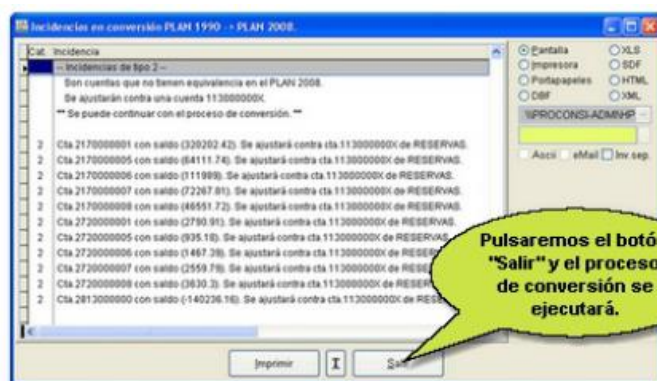 Incidencias en conversión PLAN 1990 -> PLAN 2008.
Cat. Incidencia
-- Incidencias de tipo 2 --
Son cuentas que no tienen equivalencia en el PLAN 2008.
Se ajustarán contra una cuenta 113000000X.
** Se puede continuar con el proceso de conversión. **
2 Cta.2170000001 con saldo (320202.42). Se ajustará contra cta.113000000X de RESERVAS.
2 Cta.2170000005 con saldo (64111.74). Se ajustará contra cta.113000000X de RESERVAS.
2 Cta.2170000006 con saldo (111989). Se ajustará contra cta.113000000X de RESERVAS.
2 Cta.2170000007 con saldo (72267.81). Se ajustará contra cta.113000000X de RESERVAS.
2 Cta.2170000008 con saldo (46551.72). Se ajustará contra cta.113000000X de RESERVAS.
2 Cta.2720000001 con saldo (2790.91). Se ajustará contra cta.113000000X de RESERVAS.
2 Cta.2720000005 con saldo (935.18). Se ajustará contra cta.113000000X de RESERVAS.
2 Cta.2720000006 con saldo (1467.39). Se ajustará contra cta.113000000X de RESERV
2 Cta.2720000007 con saldo (2559.79). Se ajustará contra cta.113000000X de RESER
2 Cta.2720000008 con saldo (3630.3). Se ajustará contra cta.113000000X de RESE
2 Cta.2813000000 con saldo (-140236.16). Se ajustará contra cta.113000000X de RESE
Pantalla XLS
Impresora SDF
Portapapeles HTML
DBF XML
\\PROCONSI-ADM\HP
Ascii eMail Inv sep.
Pulsaremos el botó
"Salir" y el proceso
de conversión se
ejecutará.
Imprimir I Sali